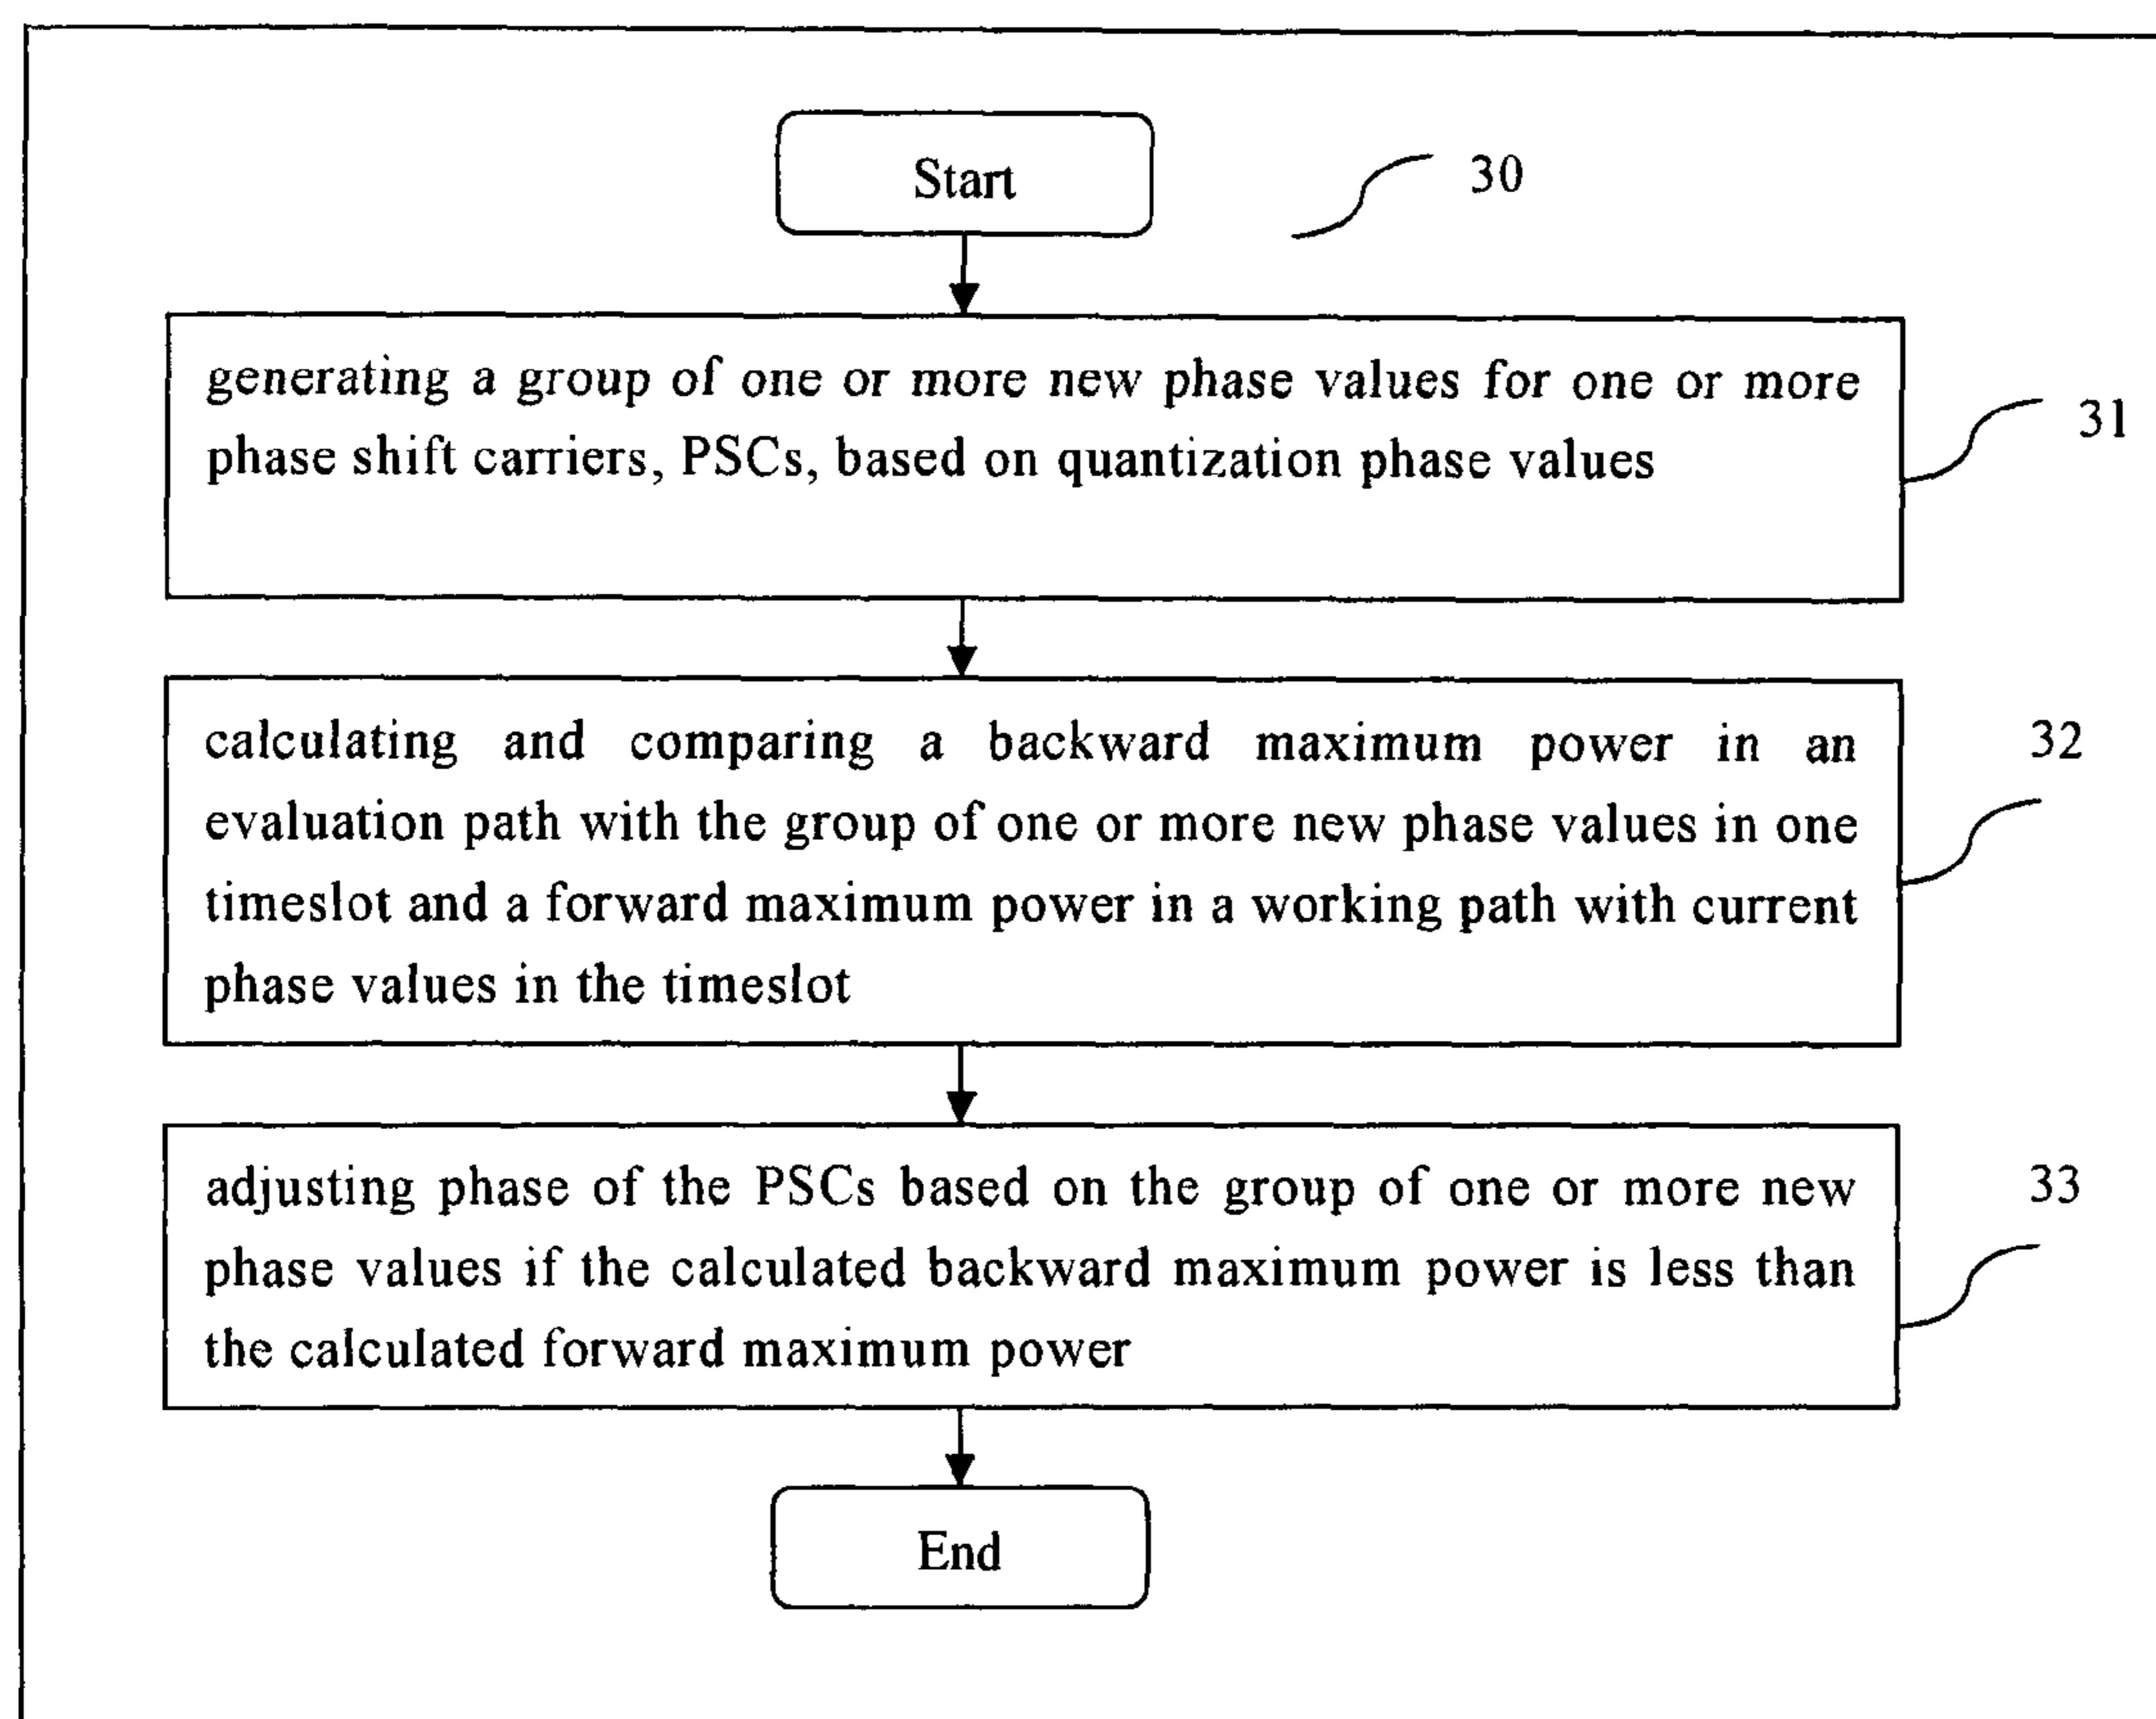 Start
30
generating a group of one or more new phase values for one or more
phase shift carriers, PSCs, based on quantization phase values
31
calculating and comparing a backward maximum power in an
evaluation path with the group of one or more new phase values in one
timeslot and a forward maximum power in a working path with current
phase values in the timeslot
32
adjusting phase of the PSCs based on the group of one or more new
phase values if the calculated backward maximum power is less than
the calculated forward maximum power
33
End